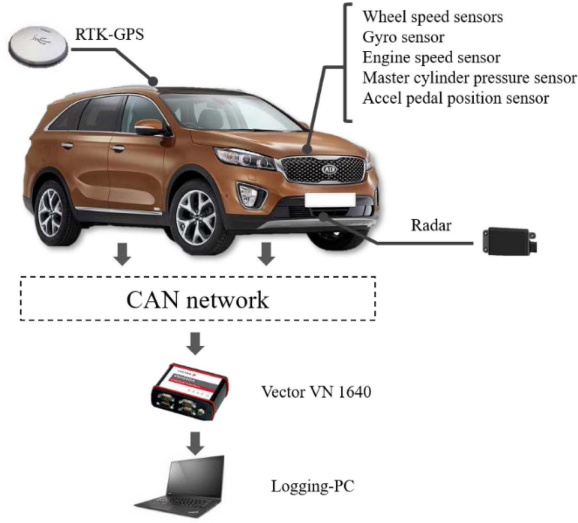 RTK-GPS
Wheel speed sensors
Gyro sensor
Engine speed sensor
Master cylinder pressure sensor
Accel pedal position sensor
KIA
Radar
CAN network
Vector VN 1640
Logging-PC